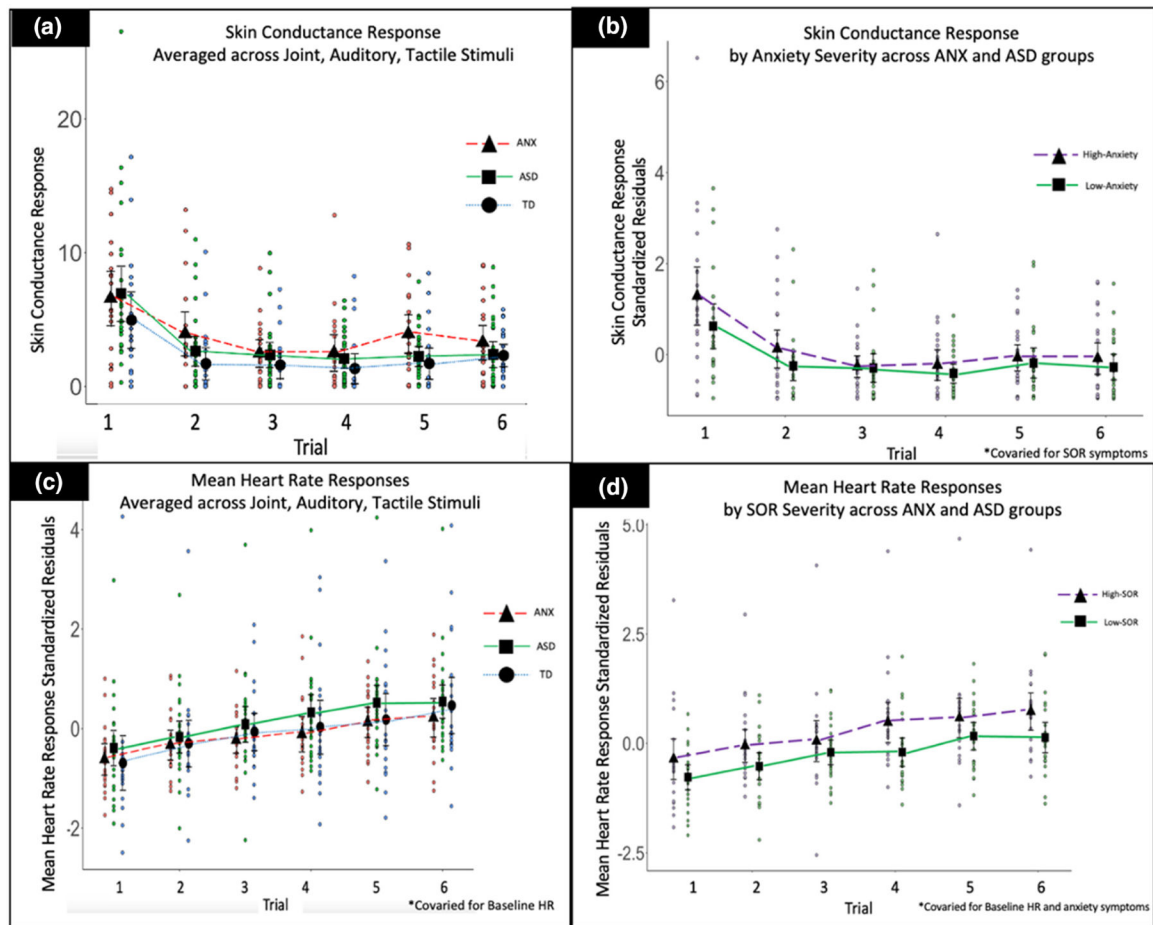 (a)
Skin Conductance Response
Averaged across Joint, Auditory, Tactile Stimuli
Skin Conductance Response
20
10
0
ANX
ASD
TD
1 2 3 4 5 6
Trial
(b)
Skin Conductance Response
by Anxiety Severity across ANX and ASD groups
Skin Conductance Response
Standardized Residuals
6
4
2
0
High-Anxiety
Low-Anxiety
1 2 3 4 5 6
Trial
*Covaried for SOR symptoms
(c)
Mean Heart Rate Responses
Averaged across Joint, Auditory, Tactile Stimuli
Mean Heart Rate Response Standardized Residuals
4
2
0
-2
ANX
ASD
TD
1 2 3 4 5 6
Trial
*Covaried for Baseline HR
(d)
Mean Heart Rate Responses
by SOR Severity across ANX and ASD groups
Mean Heart Rate Response Standardized Residuals
5.0
2.5
0.0
-2.5
High-SOR
Low-SOR
1 2 3 4 5 6
Trial
*Covaried for Baseline HR and anxiety symptoms